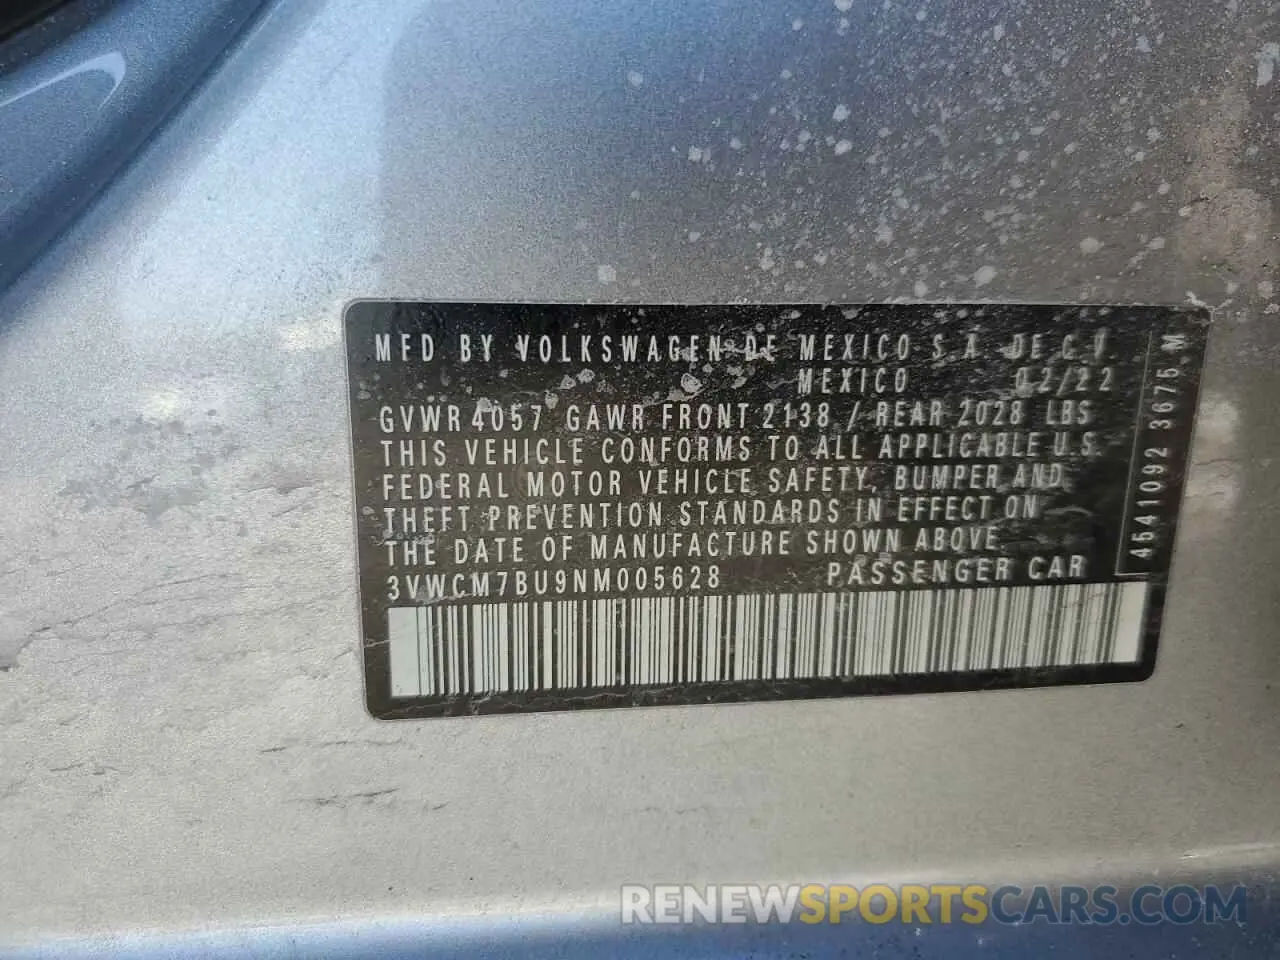 MFD BY VOLKSWAGEN DE MEXICO S.A. DE C.V.
MEXICO 02/22
GVWR 4057 GAWR FRONT 2138 / REAR 2028 LBS
THIS VEHICLE CONFORMS TO ALL APPLICABLE U.S.
FEDERAL MOTOR VEHICLE SAFETY, BUMPER AND
THEFT PREVENTION STANDARDS IN EFFECT ON
THE DATE OF MANUFACTURE SHOWN ABOVE
3VWCM7BU9NM005628 PASSENGER CAR
4541092 3675 M
RENEWSPORTSCARS.COM